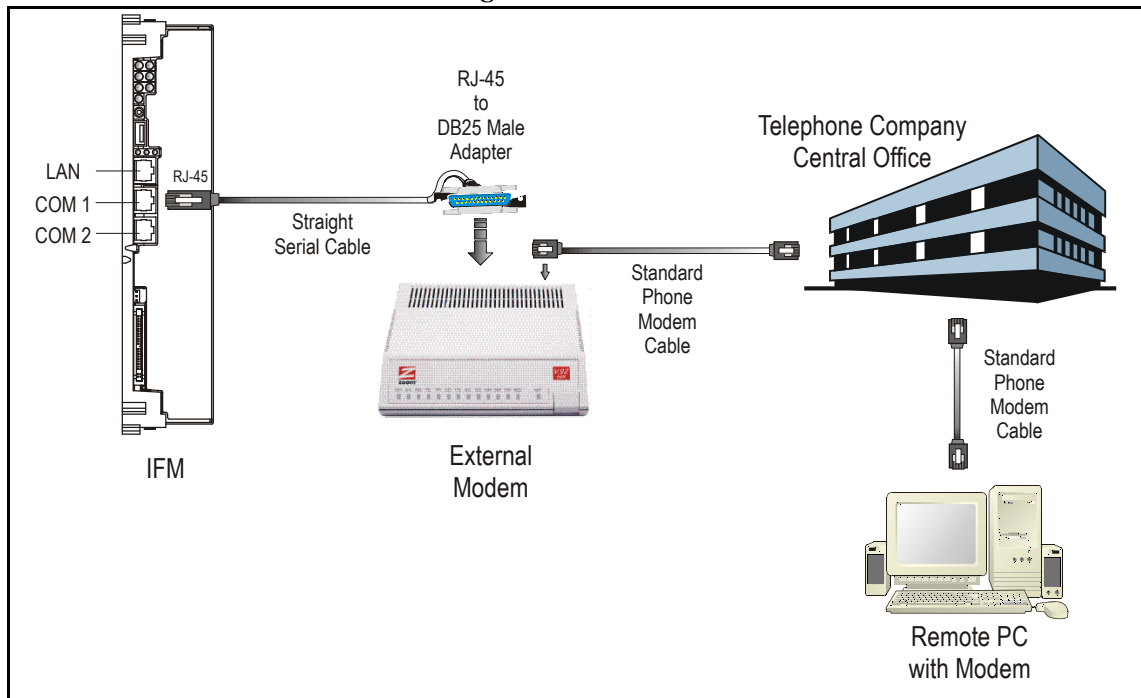 RJ-45
to
DB25 Male
Adapter
Telephone Company
Central Office
LAN
COM 1
COM 2
RJ-45
Straight
Serial Cable
Standard
Phone
Modem
Cable
Standard
Phone
Modem
Cable
ZOOM
IFM
External
Modem
Remote PC
with Modem